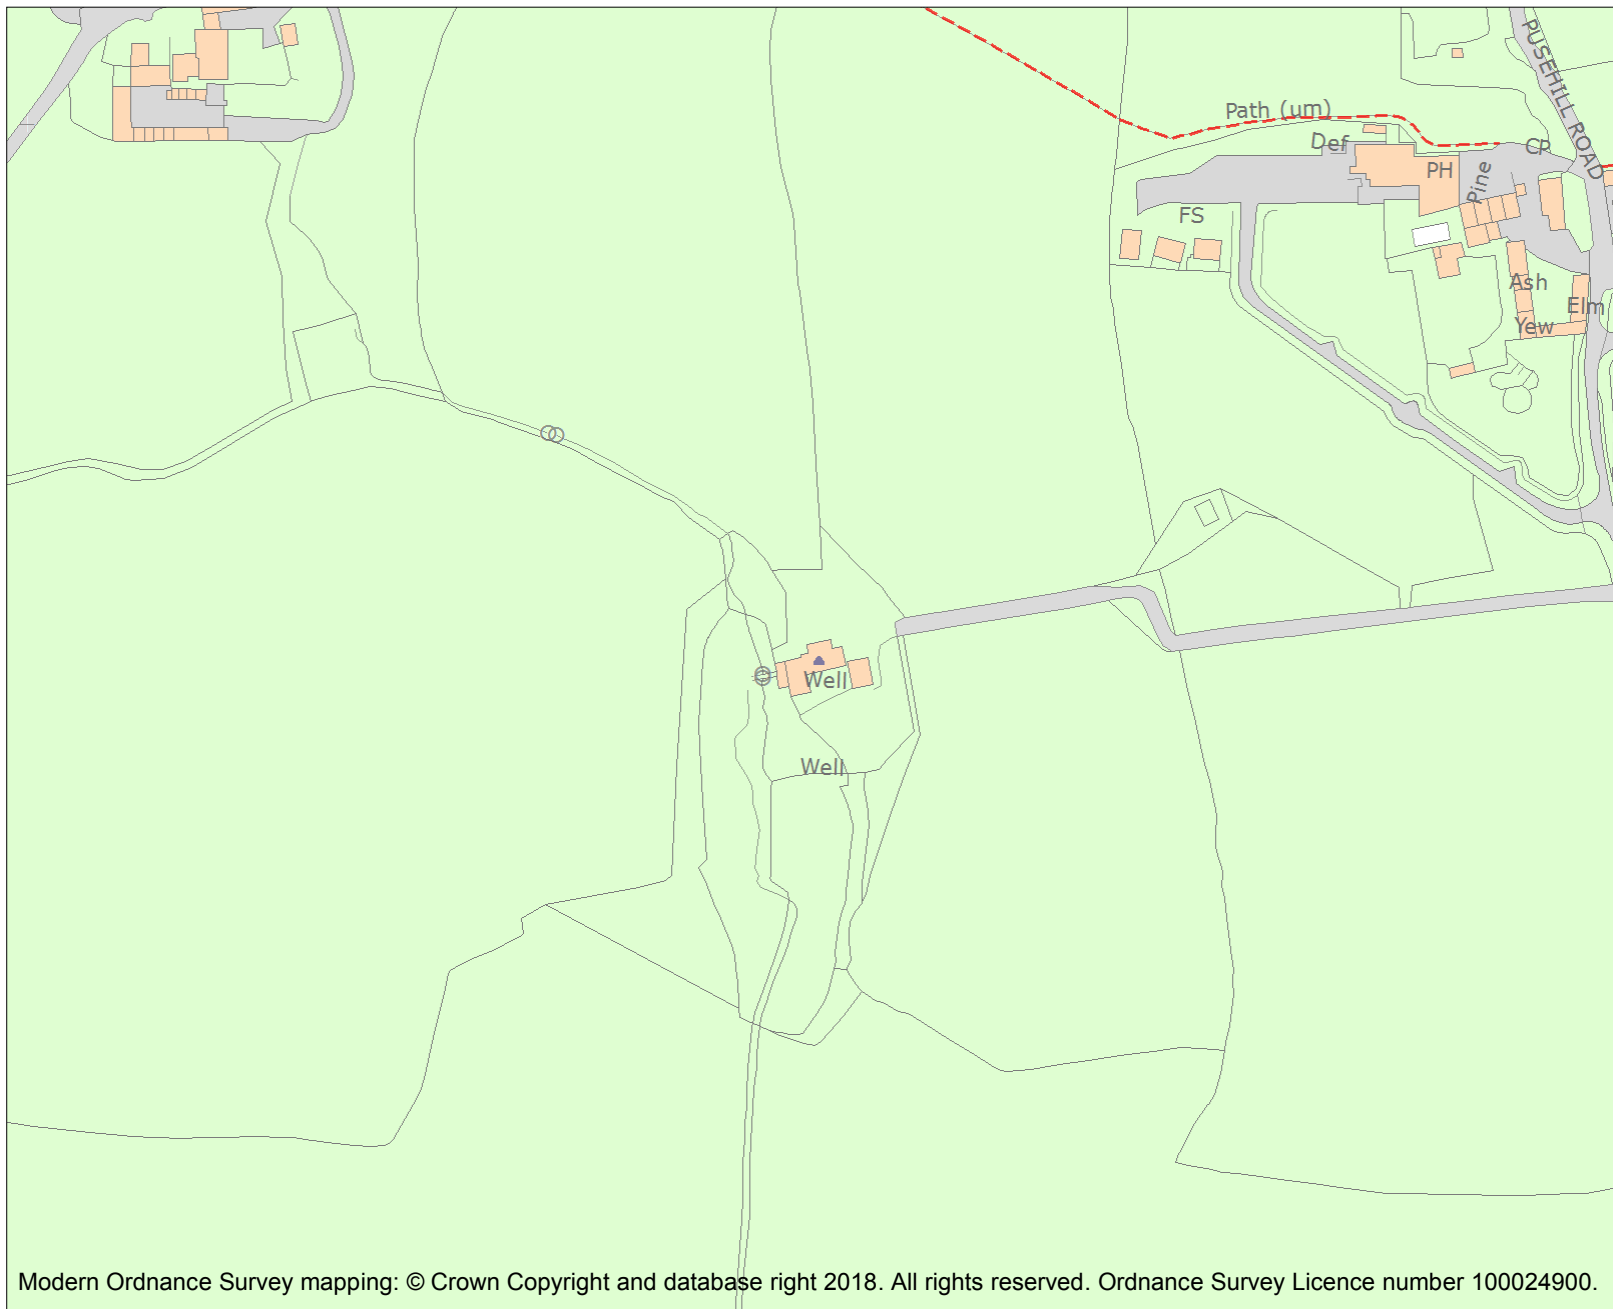 PUSEHILL ROAD
Path (um)
Def
CP
PH
Pine
FS
Ash
Elm
Yew
Well
Well
Modern Ordnance Survey mapping: © Crown Copyright and database right 2018. All rights reserved. Ordnance Survey Licence number 100024900.